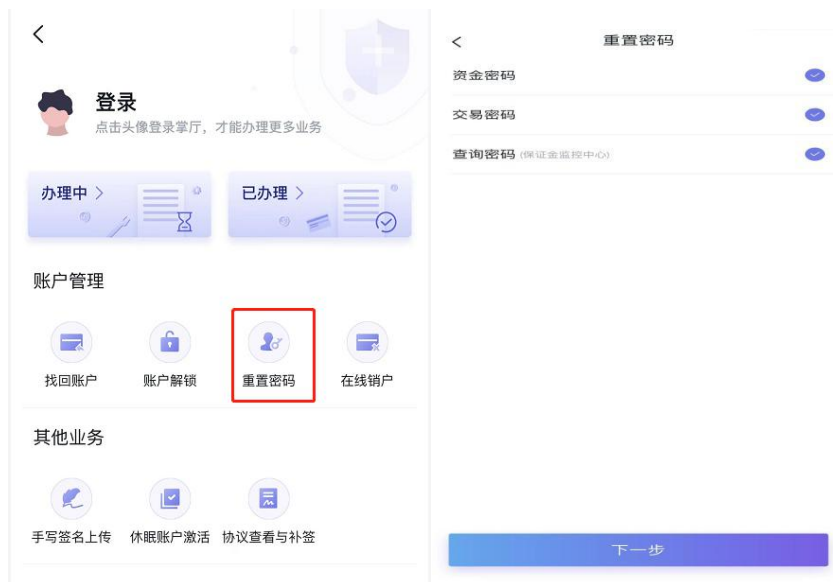 登录
点击头像登录掌厅，才能办理更多业务
办理中 >
已办理 >
账户管理
找回账户
账户解锁
重置密码
在线销户
其他业务
手写签名上传
休眠账户激活
协议查看与补签
重置密码
资金密码
交易密码
查询密码 (保证金监控中心)
下一步